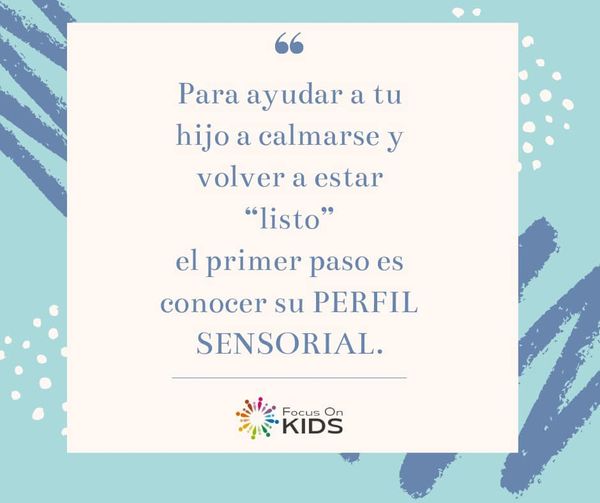 ❝
Para ayudar a tu
hijo a calmarse y
volver a estar
“listo”
el primer paso es
conocer su PERFIL
SENSORIAL.
Focus On
KIDS